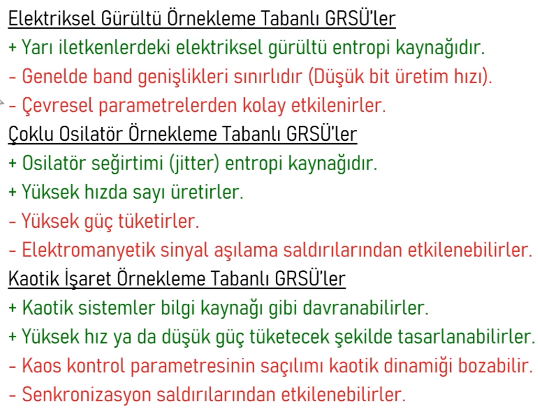 Elektriksel Gürültü Örnekleme Tabanlı GRSÜ'ler
+ Yarı iletkenlerdeki elektriksel gürültü entropi kaynağıdır.
- Genelde band genişlikleri sınırlıdır (Düşük bit üretim hızı).
- Çevresel parametrelerden kolay etkilenirler.
Çoklu Osilatör Örnekleme Tabanlı GRSÜ'ler
+ Osilatör seğirtimi (jitter) entropi kaynağıdır.
+ Yüksek hızda sayı üretirler.
- Yüksek güç tüketirler.
- Elektromanyetik sinyal aşılama saldırılarından etkilenebilirler.
Kaotik İşaret Örnekleme Tabanlı GRSÜ'ler
+ Kaotik sistemler bilgi kaynağı gibi davranabilirler.
+ Yüksek hız ya da düşük güç tüketecek şekilde tasarlanabilirler.
- Kaos kontrol parametresinin saçılımı kaotik dinamiği bozabilir.
- Senkronizasyon saldırılarından etkilenebilirler.